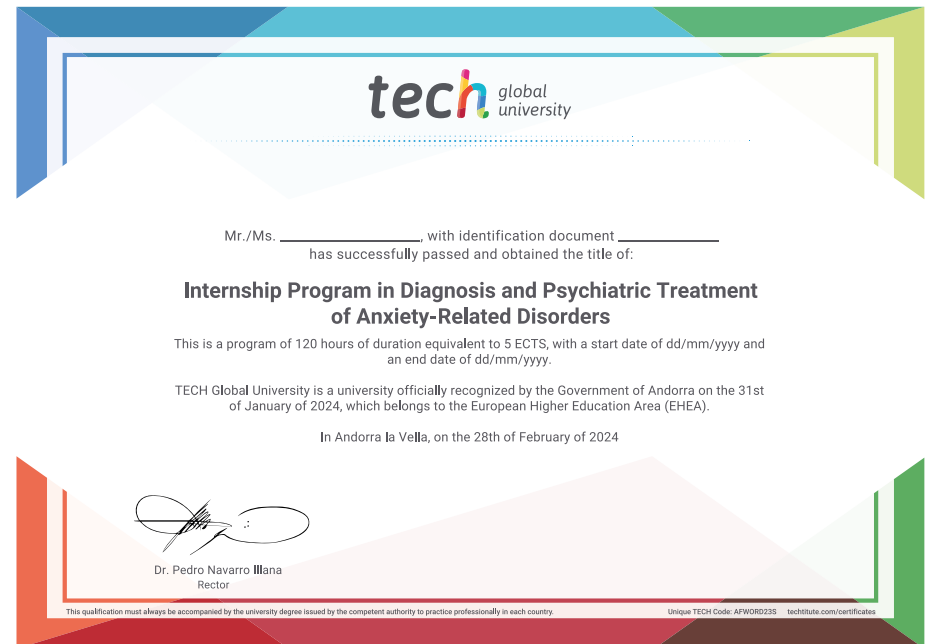 tech global university
Mr./Ms. ____________, with identification document ____________
has successfully passed and obtained the title of:
Internship Program in Diagnosis and Psychiatric Treatment
of Anxiety-Related Disorders
This is a program of 120 hours of duration equivalent to 5 ECTS, with a start date of dd/mm/yyyy and
an end date of dd/mm/yyyy.
TECH Global University is a university officially recognized by the Government of Andorra on the 31st
of January of 2024, which belongs to the European Higher Education Area (EHEA).
In Andorra la Vella, on the 28th of February of 2024
Dr. Pedro Navarro Illana
Rector
This qualification must always be accompanied by the university degree issued by the competent authority to practice professionally in each country.
Unique TECH Code: AFWORD23S techtitute.com/certificates